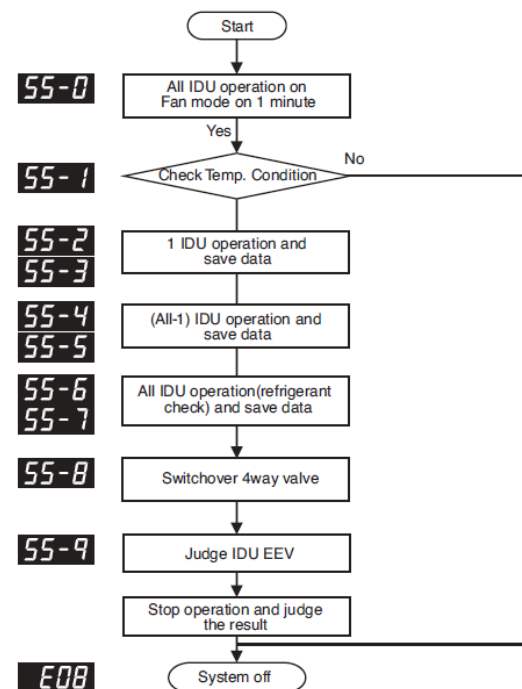 Start
SS-0
All IDU operation on
Fan mode on 1 minute
Yes
No
SS-1
Check Temp. Condition
SS-2
SS-3
1 IDU operation and
save data
SS-4
SS-5
(All-1) IDU operation and
save data
SS-6
SS-7
All IDU operation(refrigerant
check) and save data
SS-8
Switchover 4way valve
SS-9
Judge IDU EEV
Stop operation and judge
the result
E08
System off